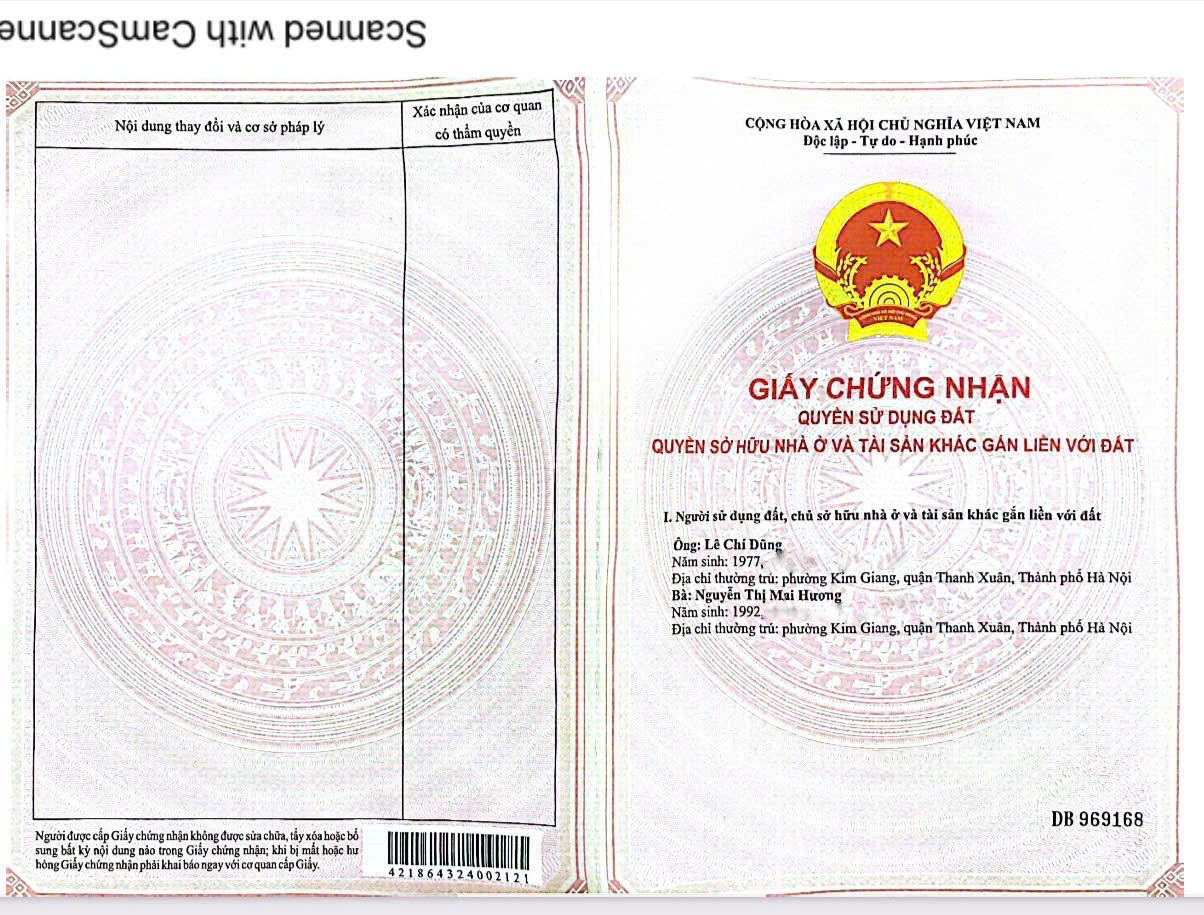 Scanned with CamScanne
Nội dung thay đổi và cơ sở pháp lý
Xác nhận của cơ quan
có thẩm quyền
Người được cấp Giấy chứng nhận không được sửa chữa, tẩy xóa hoặc bổ
sung bất kỳ nội dung nào trong Giấy chứng nhận; khi bị mất hoặc hư
hỏng Giấy chứng nhận phải khai báo ngay với cơ quan cấp Giấy.
421864324002121
CỘNG HÒA XÃ HỘI CHỦ NGHĨA VIỆT NAM
Độc lập - Tự do - Hạnh phúc
VIỆT NAM
GIẤY CHỨNG NHẬN
QUYỀN SỬ DỤNG ĐẤT
QUYỀN SỞ HỮU NHÀ Ở VÀ TÀI SẢN KHÁC GẮN LIỀN VỚI ĐẤT
I. Người sử dụng đất, chủ sở hữu nhà ở và tài sản khác gắn liền với đất
Ông: Lê Chí Dũng
Năm sinh: 1977,
Địa chỉ thường trú: phường Kim Giang, quận Thanh Xuân, Thành phố Hà Nội
Bà: Nguyễn Thị Mai Hương
Năm sinh: 1992,
Địa chỉ thường trú: phường Kim Giang, quận Thanh Xuân, Thành phố Hà Nội
DB 969168